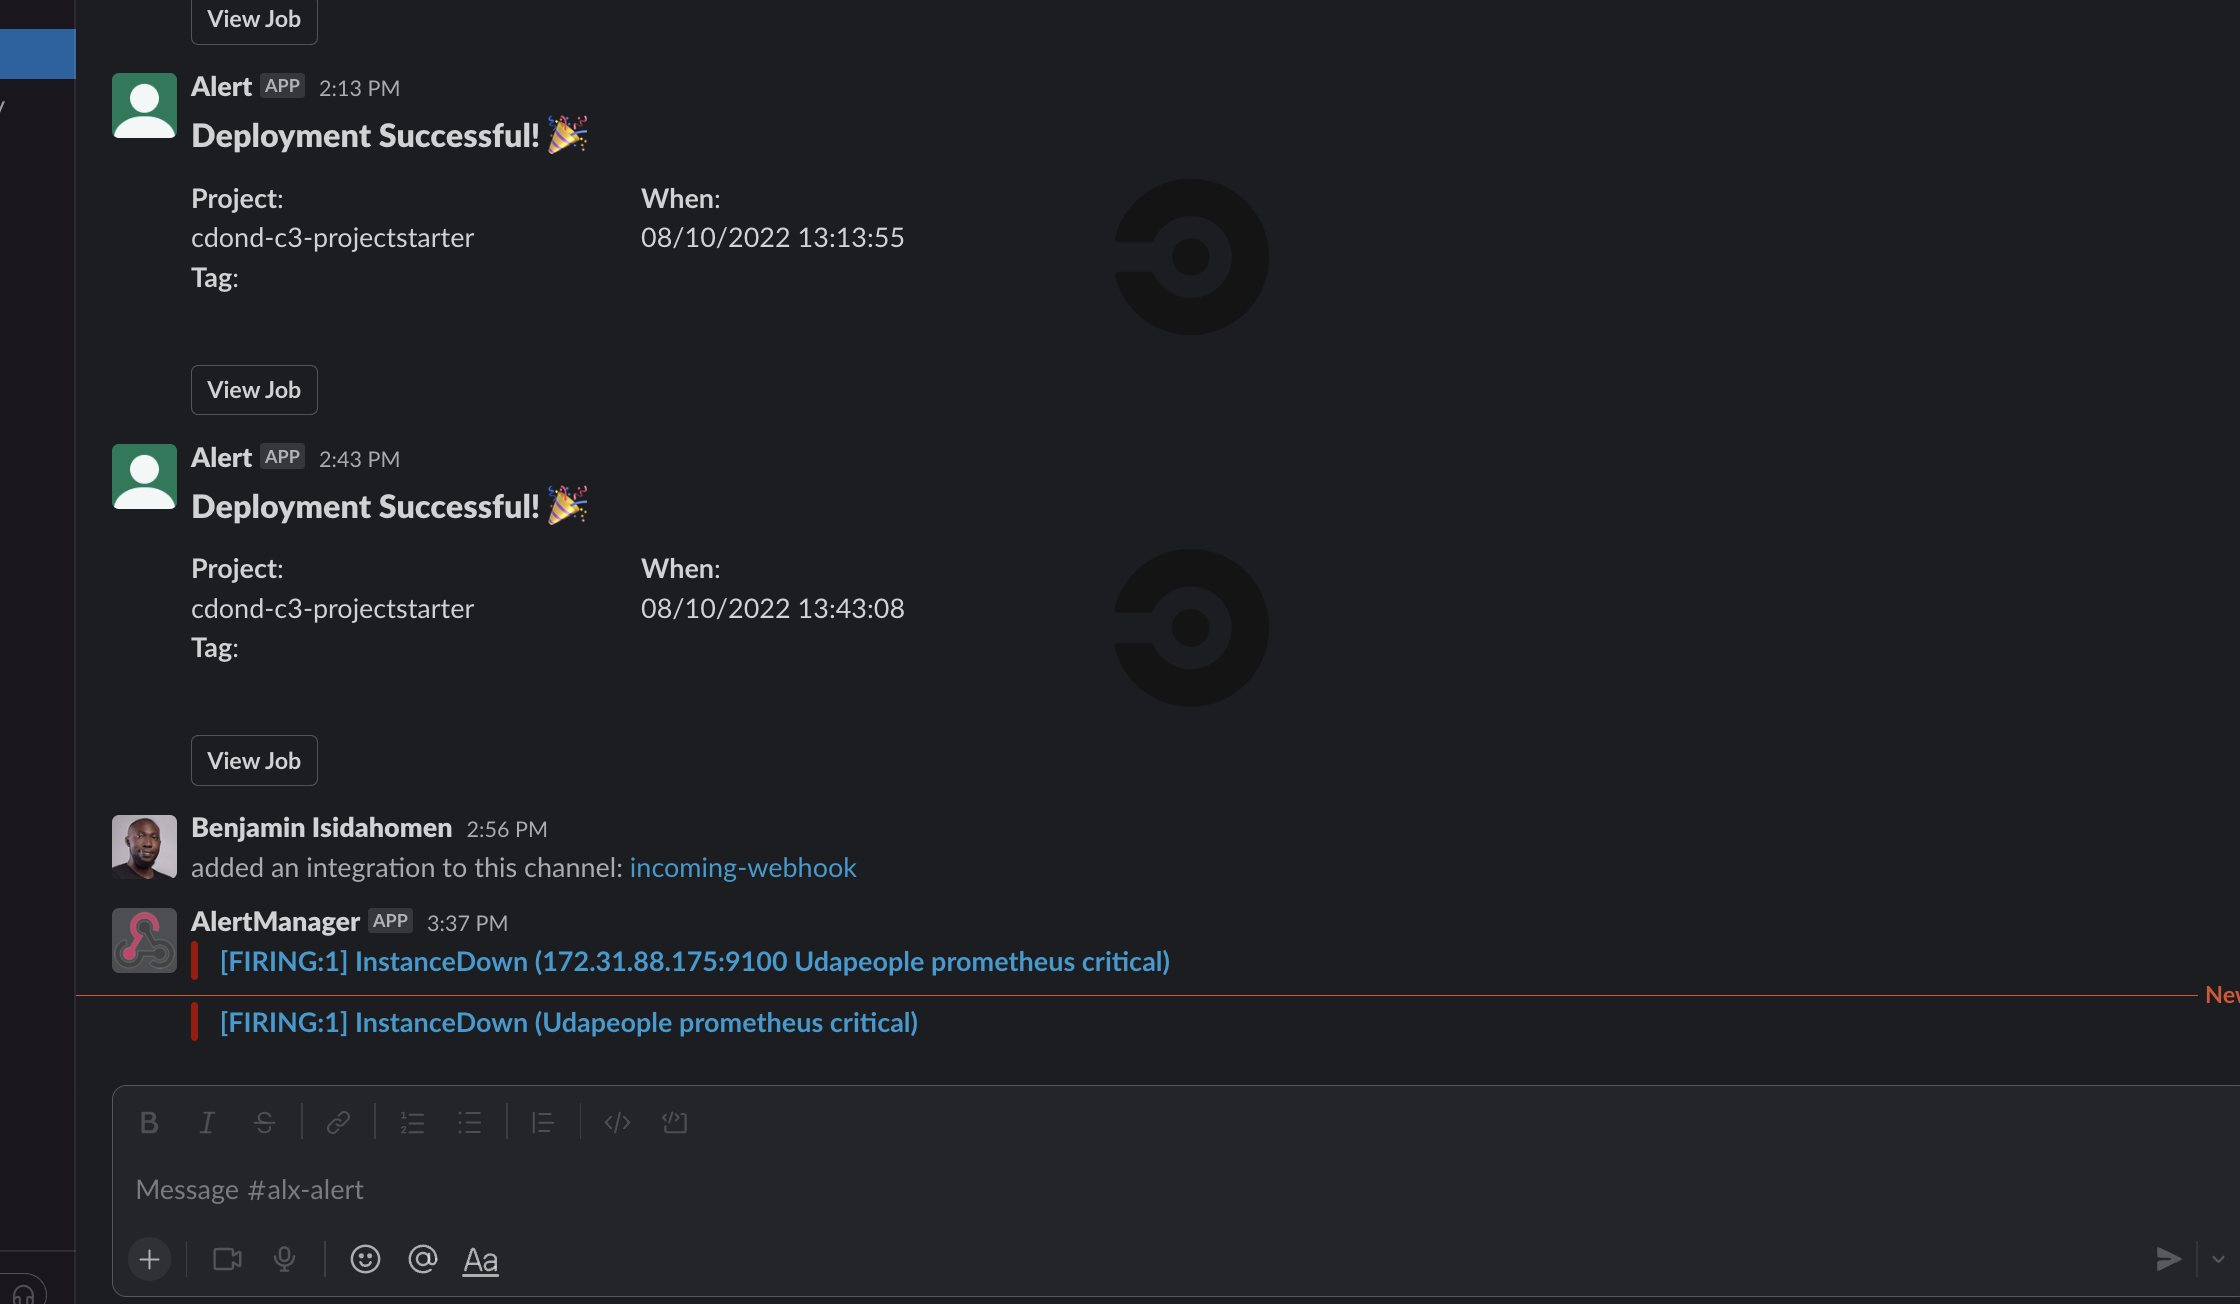 View Job
Alert APP 2:13 PM
Deployment Successful!
Project: When:
cdond-c3-projectstarter 08/10/2022 13:13:55
Tag:
View Job
Alert APP 2:43 PM
Deployment Successful!
Project: When:
cdond-c3-projectstarter 08/10/2022 13:43:08
Tag:
View Job
Benjamin Isidahomen 2:56 PM
added an integration to this channel: incoming-webhook
AlertManager APP 3:37 PM
[FIRING:1] InstanceDown (172.31.88.175:9100 Udapeople prometheus critical)
[FIRING:1] InstanceDown (Udapeople prometheus critical)
B I S
Message #alx-alert
Aa